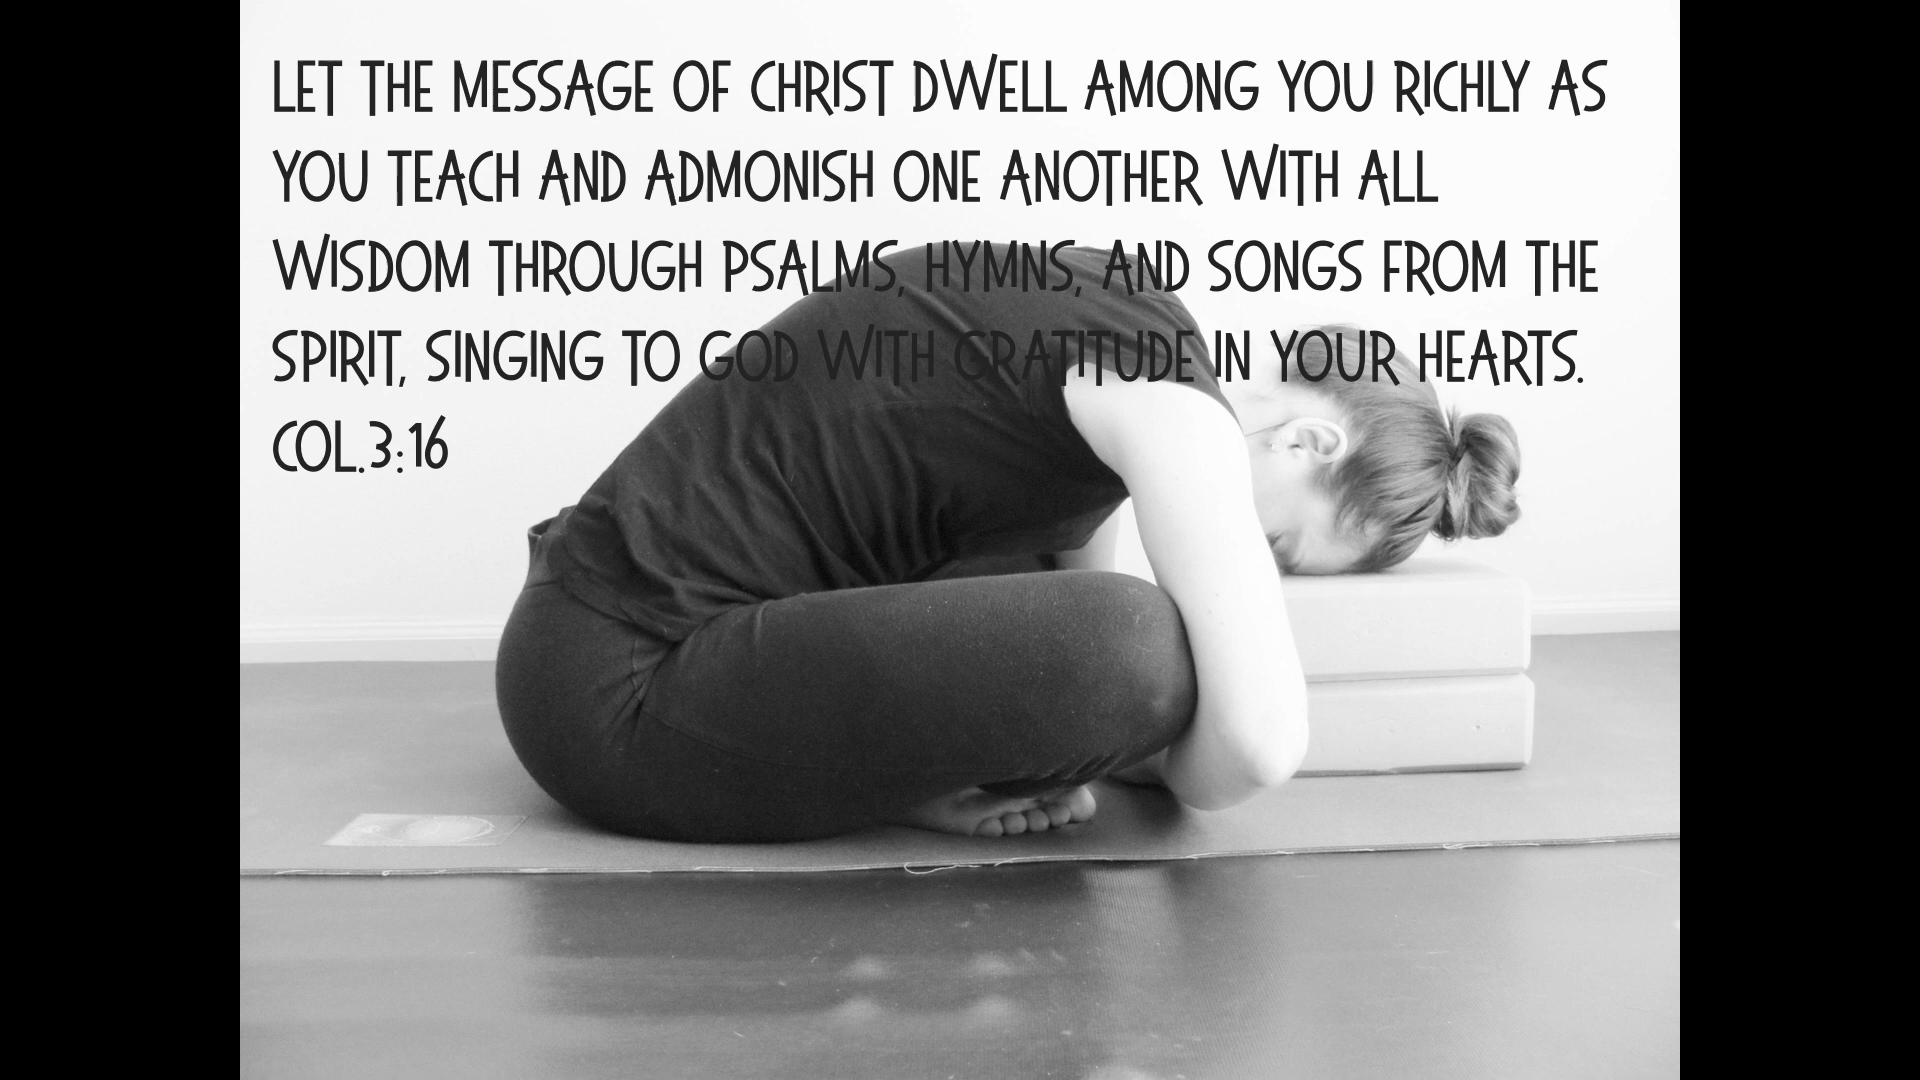 LET THE MESSAGE OF CHRIST DWELL AMONG YOU RICHLY AS
YOU TEACH AND ADMONISH ONE ANOTHER WITH ALL
WISDOM THROUGH PSALMS, HYMNS, AND SONGS FROM THE
SPIRIT, SINGING TO GOD WITH GRATITUDE IN YOUR HEARTS.
COL.3:16